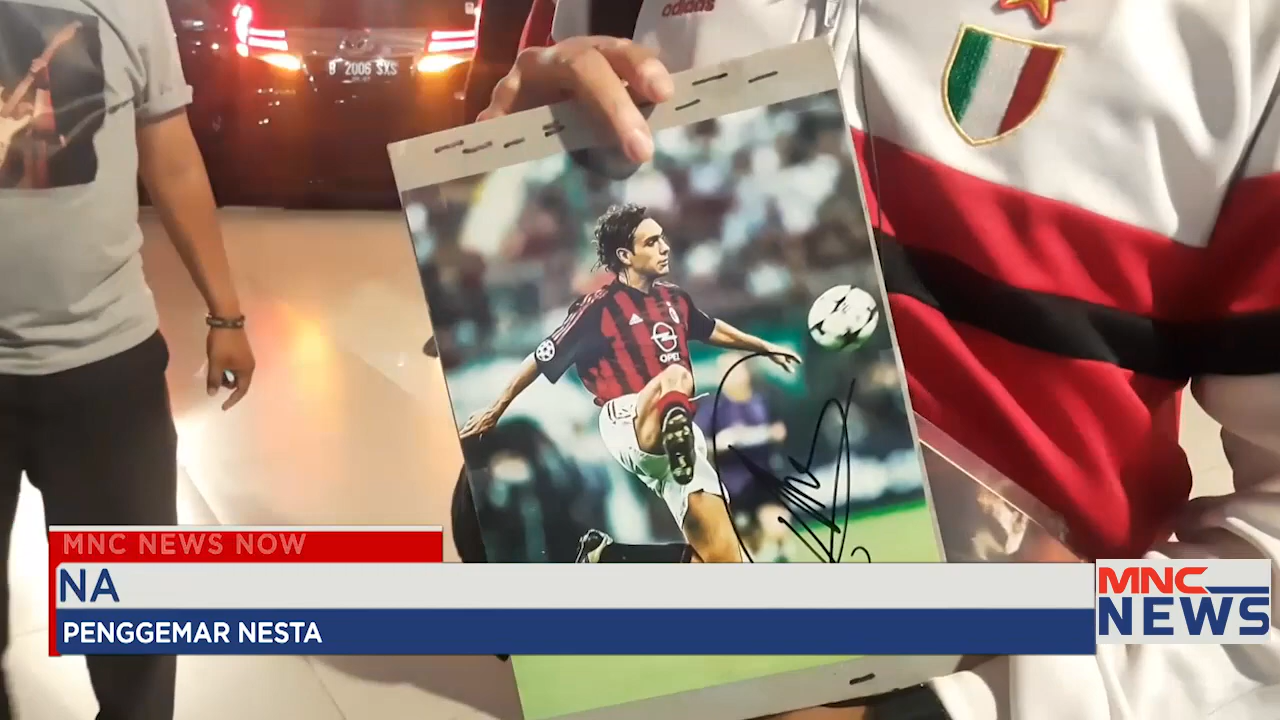 adidas
B 2006 SXS
OPEL
MNC NEWS NOW
NA
PENGGEMAR NESTA
MNC
NEWS